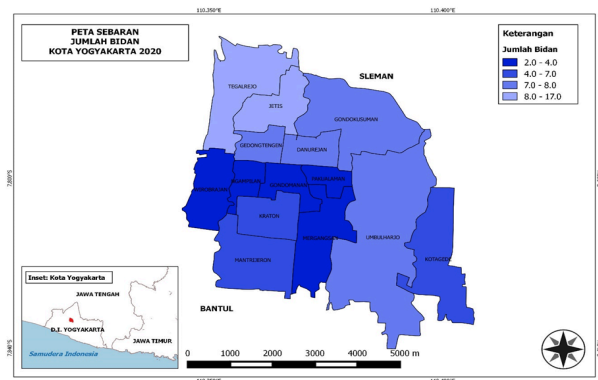 110.350°E
110.400°E
PETA SEBARAN
JUMLAH BIDAN
KOTA YOGYAKARTA 2020
Keterangan
Jumlah Bidan
2.0 - 4.0
4.0 - 7.0
7.0 - 8.0
8.0 - 17.0
SLEMAN
TEGALREJO
JETIS
GONDOKUSUMAN
GEDONGTENGEN
DANUREJAN
KRATON
UMBULHARJO
MANTRIJERON
KOTAGEDE
BANTUL
Inset: Kota Yogyakarta
JAWA TENGAH
D.I. YOGYAKARTA
JAWA TIMUR
Samudera Indonesia
0 1000 2000 3000 4000 5000 m